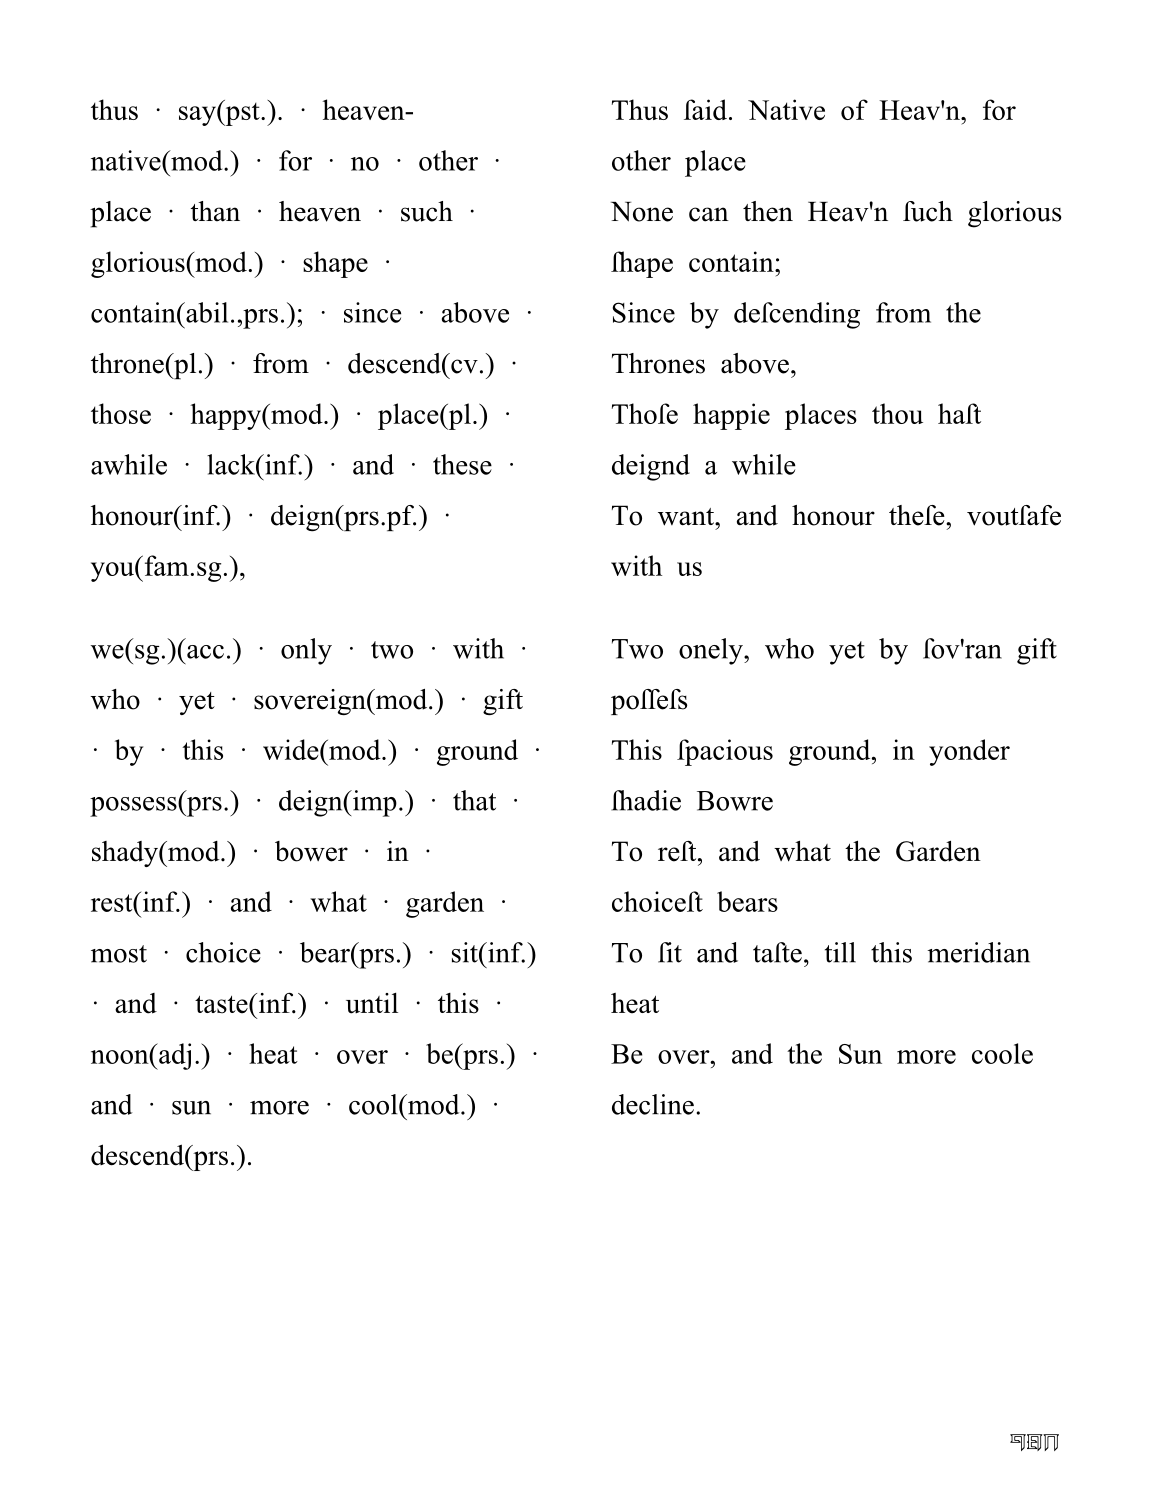 thus · say(pst.). · heaven-
native(mod.) · for · no · other ·
place · than · heaven · such ·
glorious(mod.) · shape ·
contain(abil.,prs.); · since · above ·
throne(pl.) · from · descend(cv.) ·
those · happy(mod.) · place(pl.) ·
awhile · lack(inf.) · and · these ·
honour(inf.) · deign(prs.pf.) ·
you(fam.sg.),
we(sg.)(acc.) · only · two · with ·
who · yet · sovereign(mod.) · gift
· by · this · wide(mod.) · ground ·
possess(prs.) · deign(imp.) · that ·
shady(mod.) · bower · in ·
rest(inf.) · and · what · garden ·
most · choice · bear(prs.) · sit(inf.)
· and · taste(inf.) · until · this ·
noon(adj.) · heat · over · be(prs.) ·
and · sun · more · cool(mod.) ·
descend(prs.).
Thus ſaid. Native of Heav'n, for
other place
None can then Heav'n ſuch glorious
ſhape contain;
Since by deſcending from the
Thrones above,
Thoſe happie places thou haſt
deignd a while
To want, and honour theſe, voutſafe
with us
Two onely, who yet by ſov'ran gift
poſſeſs
This ſpacious ground, in yonder
ſhadie Bowre
To reſt, and what the Garden
choiceſt bears
To ſit and taſte, till this meridian
heat
Be over, and the Sun more coole
decline.